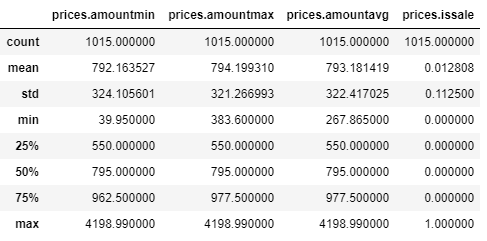 prices.amountmin prices.amountmax prices.amountavg prices.issale
count 1015.000000 1015.000000 1015.000000 1015.000000
mean 792.163527 794.199310 793.181419 0.012808
std 324.105601 321.266993 322.417025 0.112500
min 39.950000 383.600000 267.865000 0.000000
25% 550.000000 550.000000 550.000000 0.000000
50% 795.000000 795.000000 795.000000 0.000000
75% 962.500000 977.500000 977.500000 0.000000
max 4198.990000 4198.990000 4198.990000 1.000000